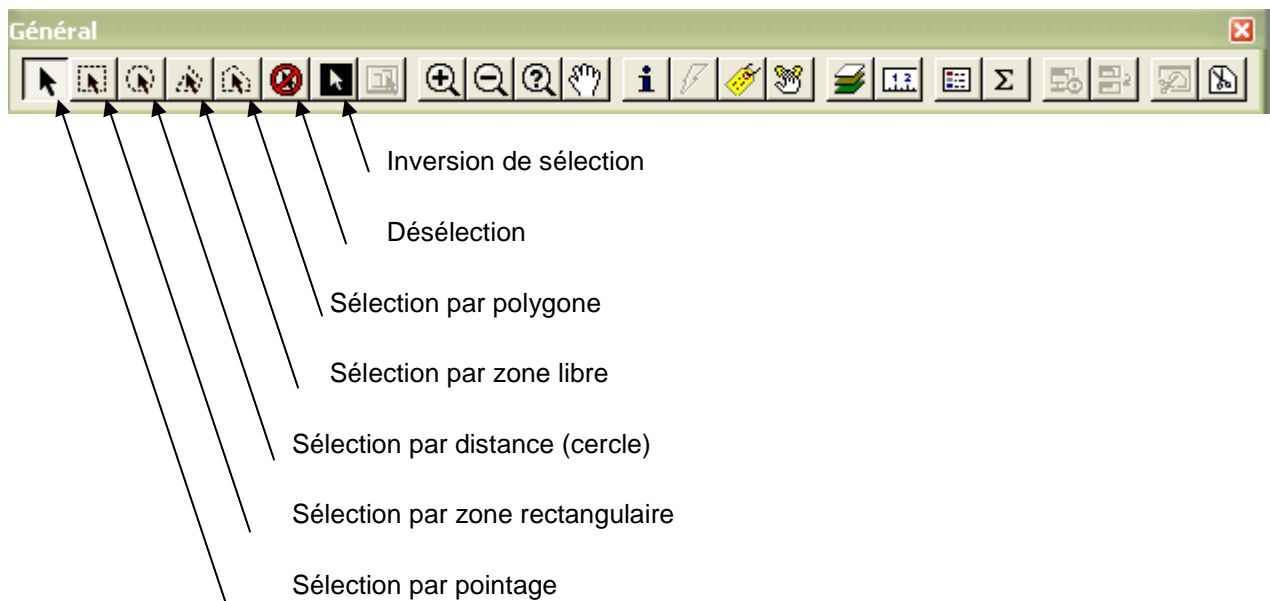 Général
Inversion de sélection
Désélection
Sélection par polygone
Sélection par zone libre
Sélection par distance (cercle)
Sélection par zone rectangulaire
Sélection par pointage